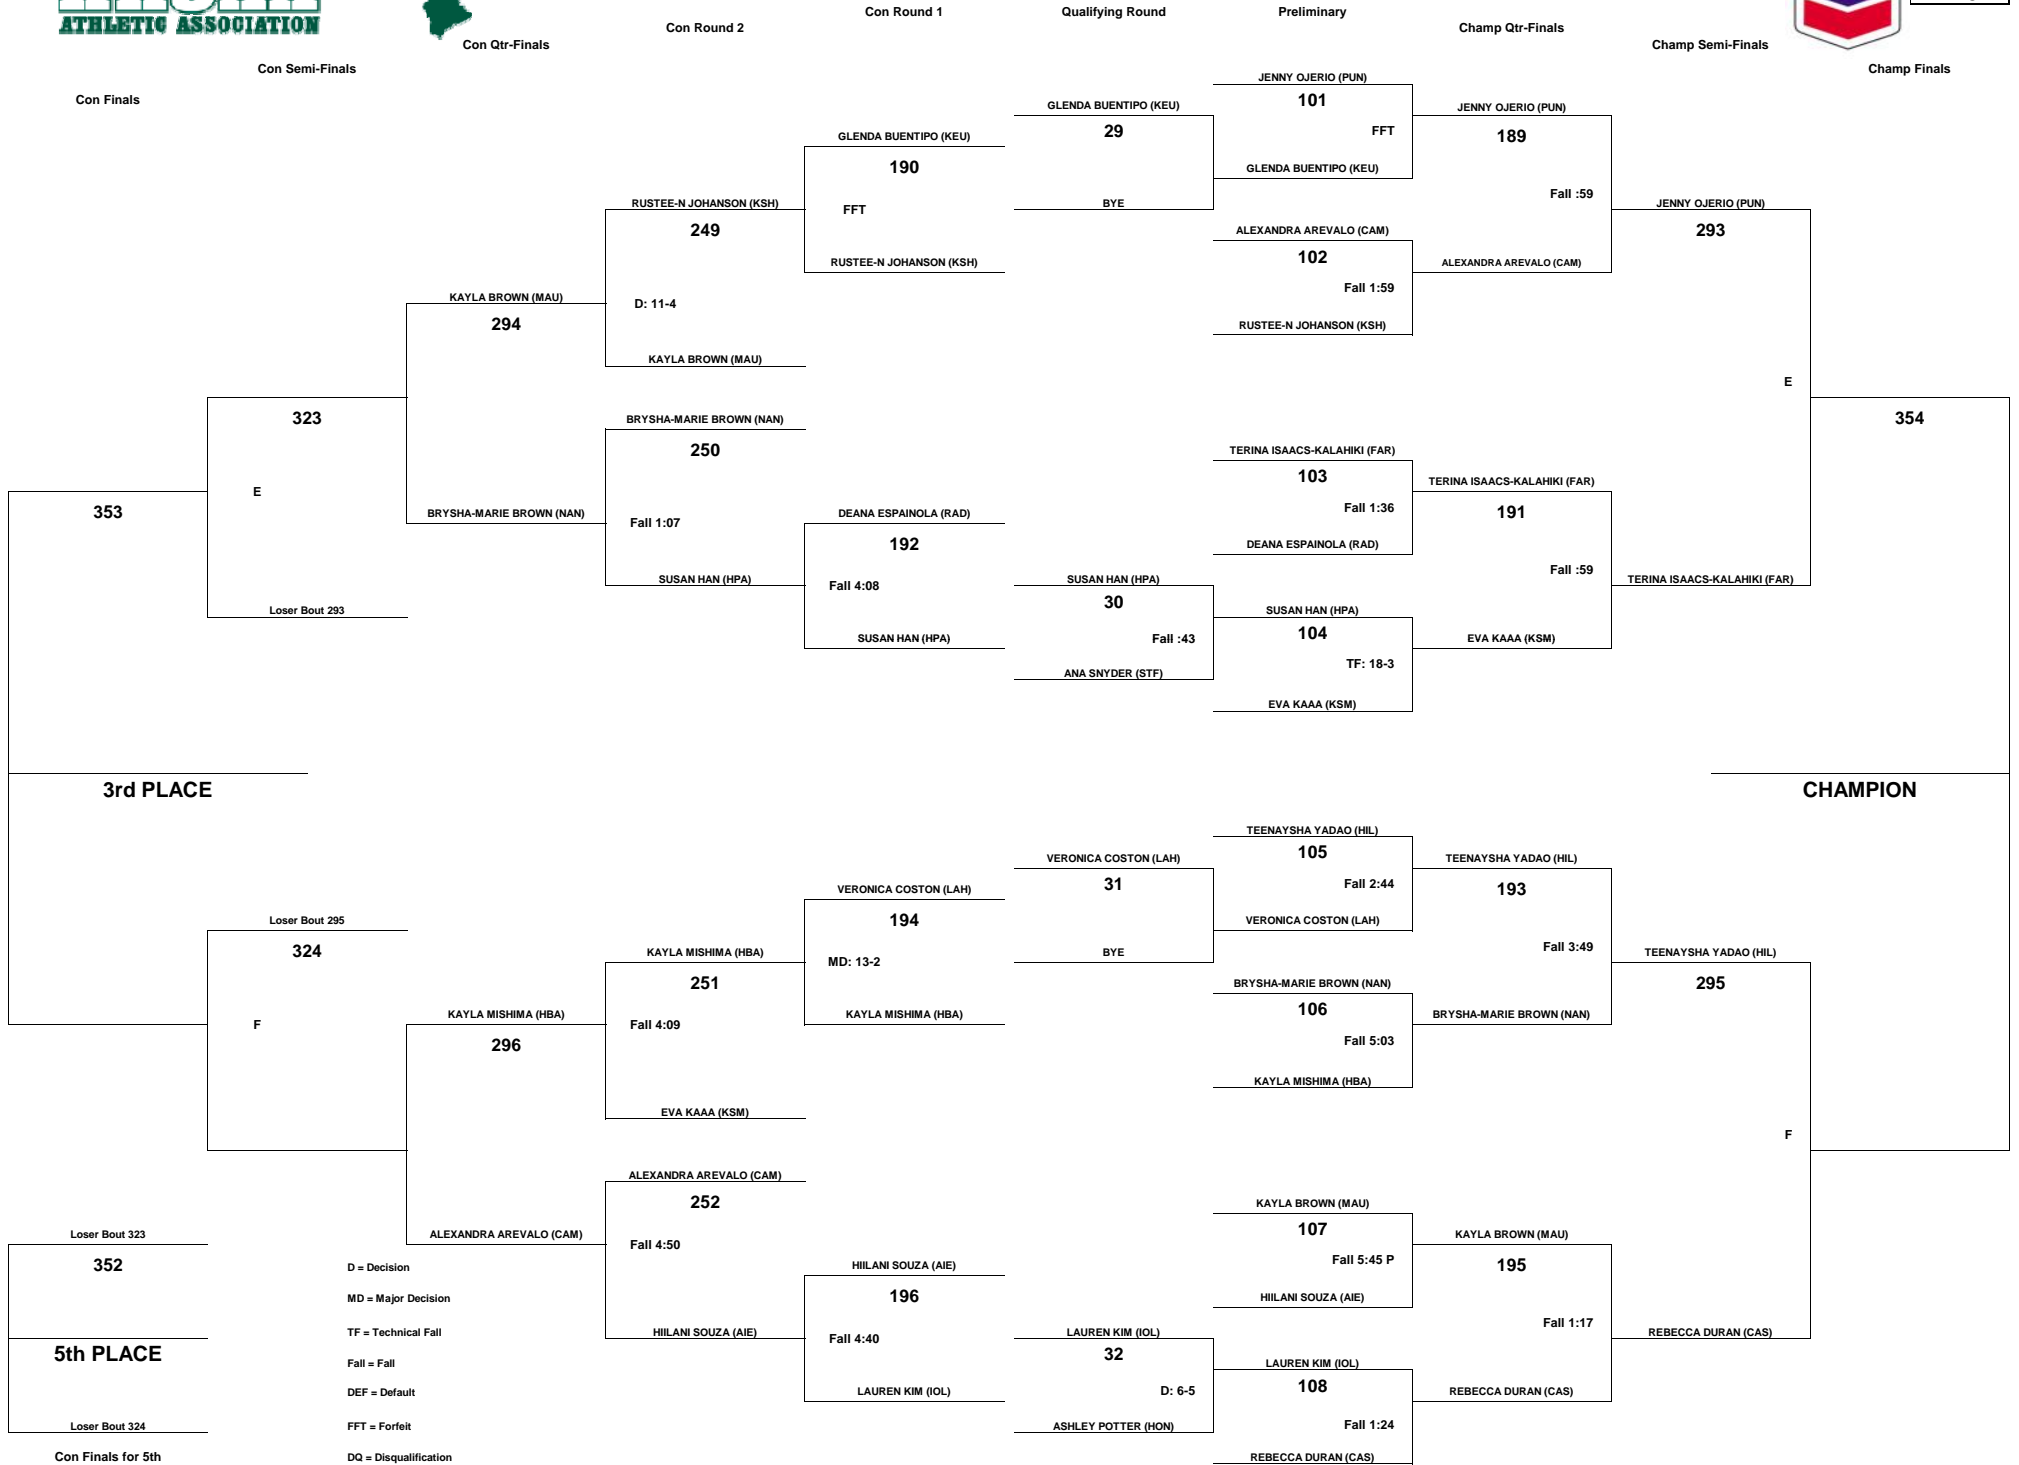 ATHLETIC ASSOCIATION
Con Round 1
Qualifying Round
Preliminary
Con Round 2
Champ Qtr-Finals
Con Qtr-Finals
Champ Semi-Finals
Con Semi-Finals
Champ Finals
Con Finals
JENNY OJERIO (PUN)
101
FFT
GLENDA BUENTIPO (KEU)
GLENDA BUENTIPO (KEU)
29
BYE
JENNY OJERIO (PUN)
189
Fall :59
ALEXANDRA AREVALO (CAM)
GLENDA BUENTIPO (KEU)
190
FFT
RUSTEE-N JOHANSON (KSH)
RUSTEE-N JOHANSON (KSH)
249
D: 11-4
KAYLA BROWN (MAU)
JENNY OJERIO (PUN)
293
E
TERINA ISAACS-KALAHIKI (FAR)
ALEXANDRA AREVALO (CAM)
102
Fall 1:59
RUSTEE-N JOHANSON (KSH)
KAYLA BROWN (MAU)
294
BRYSHA-MARIE BROWN (NAN)
323
E
Loser Bout 293
353
354
BRYSHA-MARIE BROWN (NAN)
250
Fall 1:07
SUSAN HAN (HPA)
TERINA ISAACS-KALAHIKI (FAR)
103
Fall 1:36
DEANA ESPAINOLA (RAD)
TERINA ISAACS-KALAHIKI (FAR)
191
Fall :59
EVA KAAA (KSM)
DEANA ESPAINOLA (RAD)
192
Fall 4:08
SUSAN HAN (HPA)
SUSAN HAN (HPA)
30
Fall :43
ANA SNYDER (STF)
SUSAN HAN (HPA)
104
TF: 18-3
EVA KAAA (KSM)
3rd PLACE
CHAMPION
TEENAYSHA YADAO (HIL)
105
Fall 2:44
VERONICA COSTON (LAH)
VERONICA COSTON (LAH)
31
BYE
TEENAYSHA YADAO (HIL)
193
Fall 3:49
BRYSHA-MARIE BROWN (NAN)
VERONICA COSTON (LAH)
194
MD: 13-2
KAYLA MISHIMA (HBA)
Loser Bout 295
324
F
KAYLA MISHIMA (HBA)
251
Fall 4:09
EVA KAAA (KSM)
TEENAYSHA YADAO (HIL)
295
F
REBECCA DURAN (CAS)
BRYSHA-MARIE BROWN (NAN)
106
Fall 5:03
KAYLA MISHIMA (HBA)
KAYLA MISHIMA (HBA)
296
ALEXANDRA AREVALO (CAM)
ALEXANDRA AREVALO (CAM)
252
Fall 4:50
HIILANI SOUZA (AIE)
KAYLA BROWN (MAU)
107
Fall 5:45 P
HIILANI SOUZA (AIE)
KAYLA BROWN (MAU)
195
Fall 1:17
REBECCA DURAN (CAS)
HIILANI SOUZA (AIE)
196
Fall 4:40
LAUREN KIM (IOL)
LAUREN KIM (IOL)
32
D: 6-5
ASHLEY POTTER (HON)
LAUREN KIM (IOL)
108
Fall 1:24
REBECCA DURAN (CAS)
Loser Bout 323
352
5th PLACE
Loser Bout 324
Con Finals for 5th
D = Decision
MD = Major Decision
TF = Technical Fall
Fall = Fall
DEF = Default
FFT = Forfeit
DQ = Disqualification